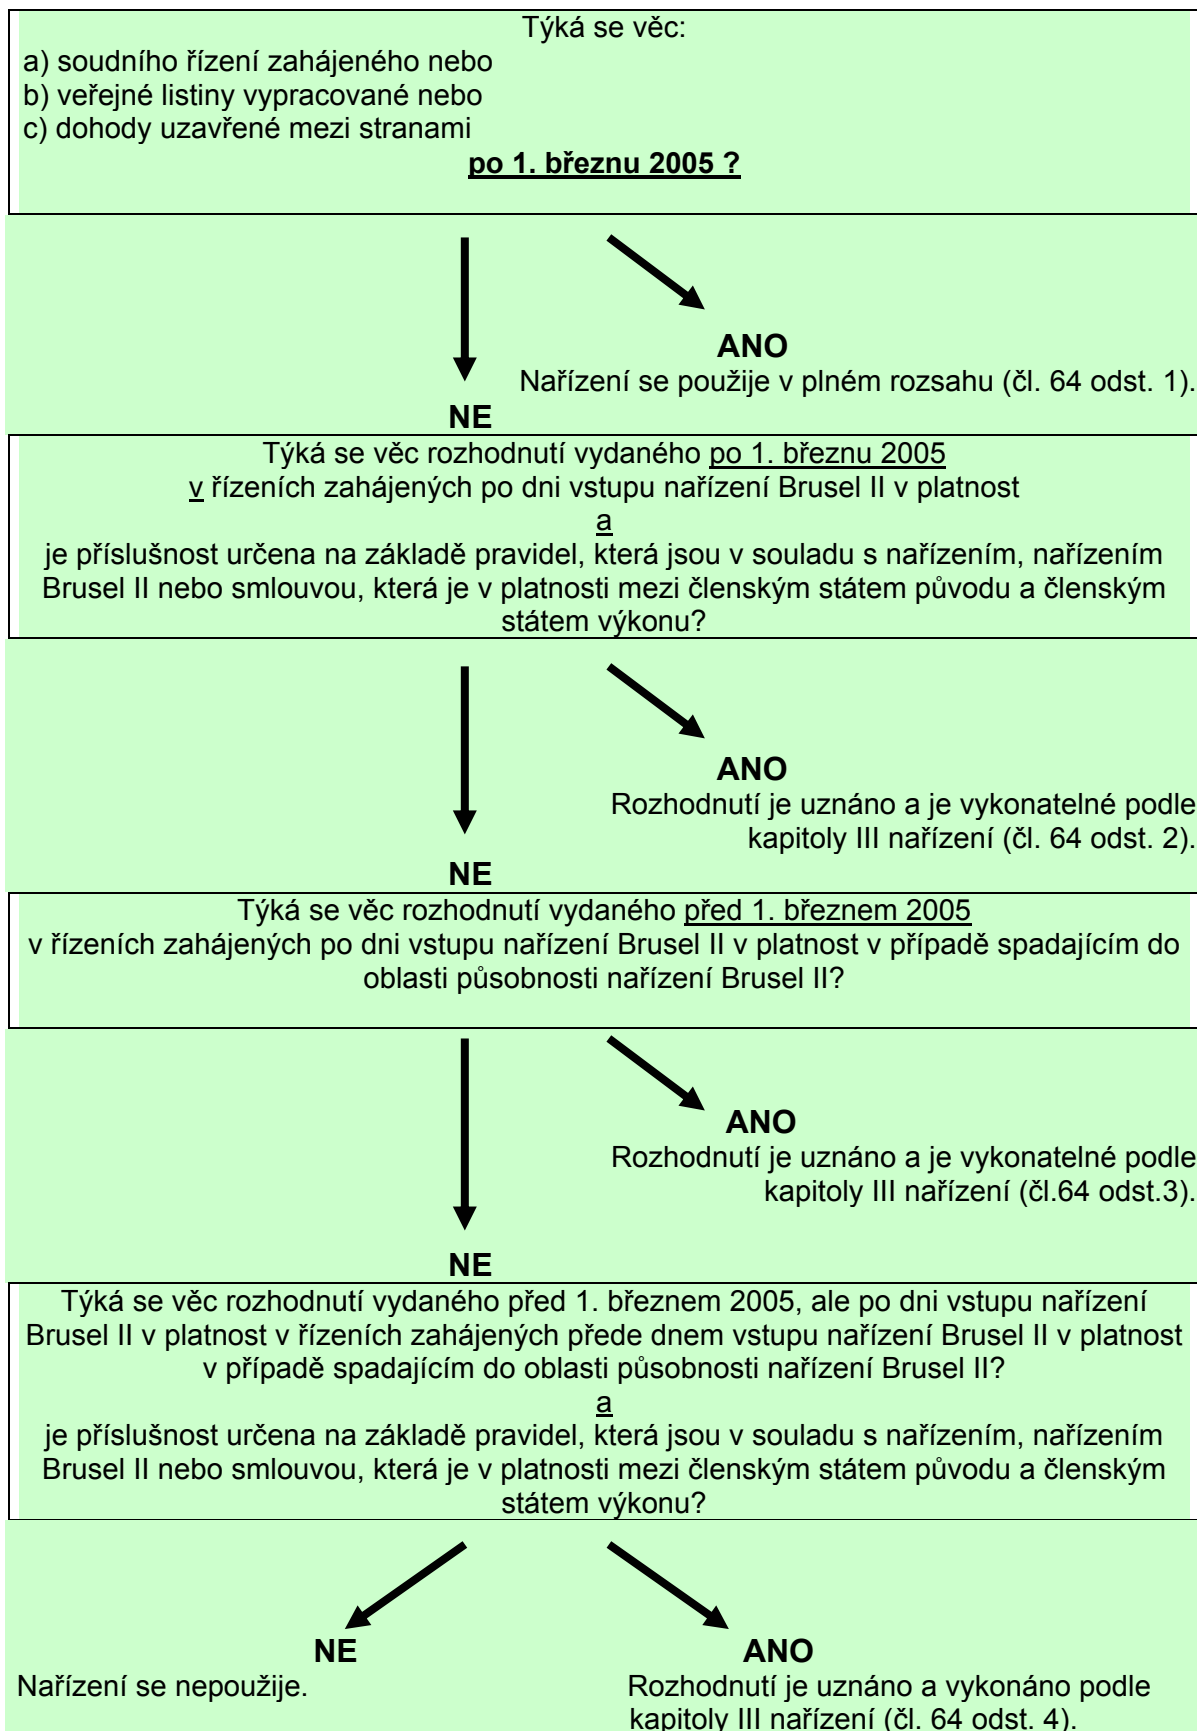 Týká se věc:
a) soudního řízení zahájeného nebo
b) veřejné listiny vypracované nebo
c) dohody uzavřené mezi stranami
po 1. březnu 2005 ?
ANO
Nařízení se použije v plném rozsahu (čl. 64 odst. 1).
NE
Týká se věc rozhodnutí vydaného po 1. březnu 2005
v řízeních zahájených po dni vstupu nařízení Brusel II v platnost
a
je příslušnost určena na základě pravidel, která jsou v souladu s nařízením, nařízením
Brusel II nebo smlouvou, která je v platnosti mezi členským státem původu a členským
státem výkonu?
ANO
Rozhodnutí je uznáno a je vykonatelné podle
kapitoly III nařízení (čl. 64 odst. 2).
NE
Týká se věc rozhodnutí vydaného před 1. březnem 2005
v řízeních zahájených po dni vstupu nařízení Brusel II v platnost v případě spadajícím do
oblasti působnosti nařízení Brusel II?
ANO
Rozhodnutí je uznáno a je vykonatelné podle
kapitoly III nařízení (čl.64 odst.3).
NE
Týká se věc rozhodnutí vydaného před 1. březnem 2005, ale po dni vstupu nařízení
Brusel II v platnost v řízeních zahájených přede dnem vstupu nařízení Brusel II v platnost
v případě spadajícím do oblasti působnosti nařízení Brusel II?
a
je příslušnost určena na základě pravidel, která jsou v souladu s nařízením, nařízením
Brusel II nebo smlouvou, která je v platnosti mezi členským státem původu a členským
státem výkonu?
NE
Nařízení se nepoužije.
ANO
Rozhodnutí je uznáno a vykonáno podle
kapitoly III nařízení (čl. 64 odst. 4).